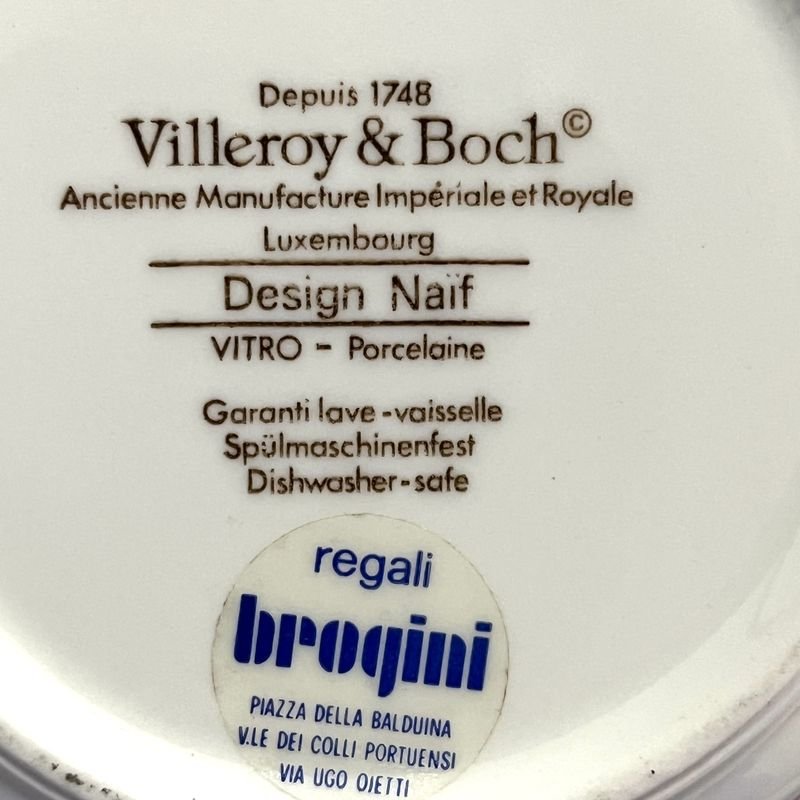 Depuis 1748
Villeroy & Boch©
Ancienne Manufacture Impériale et Royale
Luxembourg
Design Naïf
VITRO - Porcelaine
Garanti lave-vaisselle
Spülmaschinenfest
Dishwasher-safe
regali
brogini
PIAZZA DELLA BALDUINA
V.LE DEI COLLI PORTUENSI
VIA UGO OJETTI